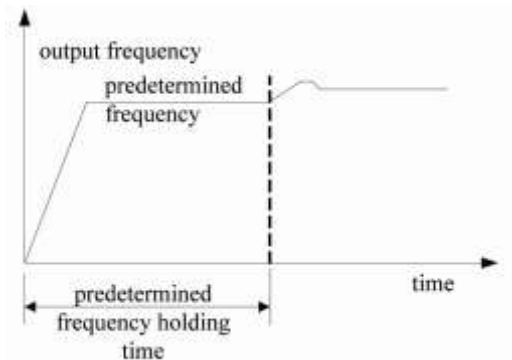 output frequency
predetermined
frequency
time
predetermined
frequency holding
time